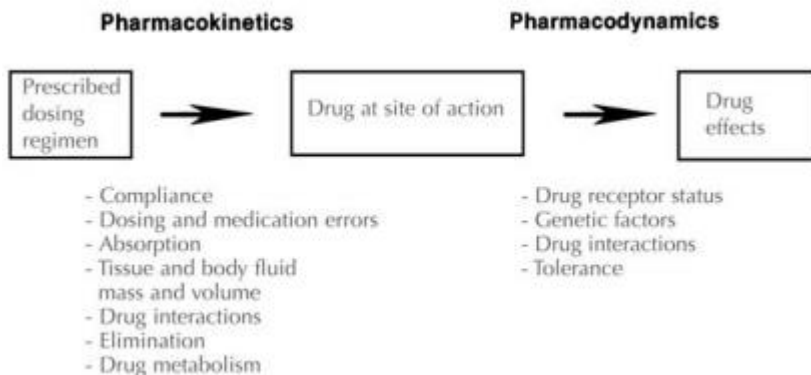 Pharmacokinetics
Pharmacodynamics
Prescribed
dosing
regimen
Drug at site of action
Drug
effects
- Compliance
- Dosing and medication errors
- Absorption
- Tissue and body fluid
mass and volume
- Drug interactions
- Elimination
- Drug metabolism
- Drug receptor status
- Genetic factors
- Drug interactions
- Tolerance